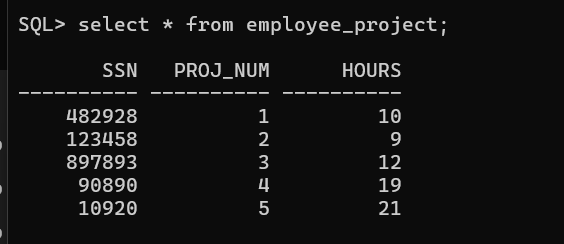 SQL> select * from employee_project;
SSN PROJ_NUM HOURS
---------- ---------- ----------
482928 1 10
123458 2 9
897893 3 12
90890 4 19
10920 5 21